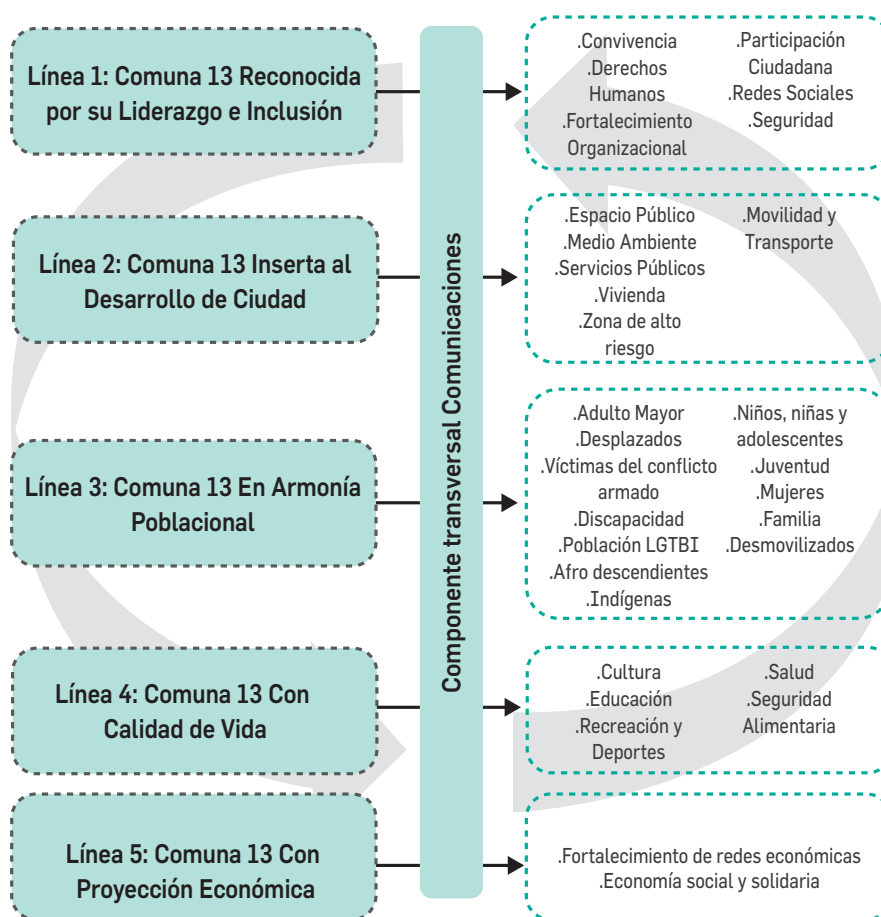 Línea 1: Comuna 13 Reconocida
por su Liderazgo e Inclusión
.Convivencia
.Derechos
Humanos
.Fortalecimiento
Organizacional
.Participación
Ciudadana
.Redes Sociales
.Seguridad
Línea 2: Comuna 13 Inserta al
Desarrollo de Ciudad
.Espacio Público
.Medio Ambiente
.Servicios Públicos
.Vivienda
.Zona de alto
riesgo
.Movilidad y
Transporte
Componente transversal Comunicaciones
Línea 3: Comuna 13 En Armonía
Poblacional
.Adulto Mayor
.Desplazados
.Víctimas del conflicto
armado
.Discapacidad
.Población LGTBI
.Afro descendientes
.Indígenas
.Niños, niñas y
adolescentes
.Juventud
.Mujeres
.Familia
.Desmovilizados
Línea 4: Comuna 13 Con
Calidad de Vida
.Cultura
.Educación
.Recreación y
Deportes
.Salud
.Seguridad
Alimentaria
Línea 5: Comuna 13 Con
Proyección Económica
.Fortalecimiento de redes económicas
.Economía social y solidaria